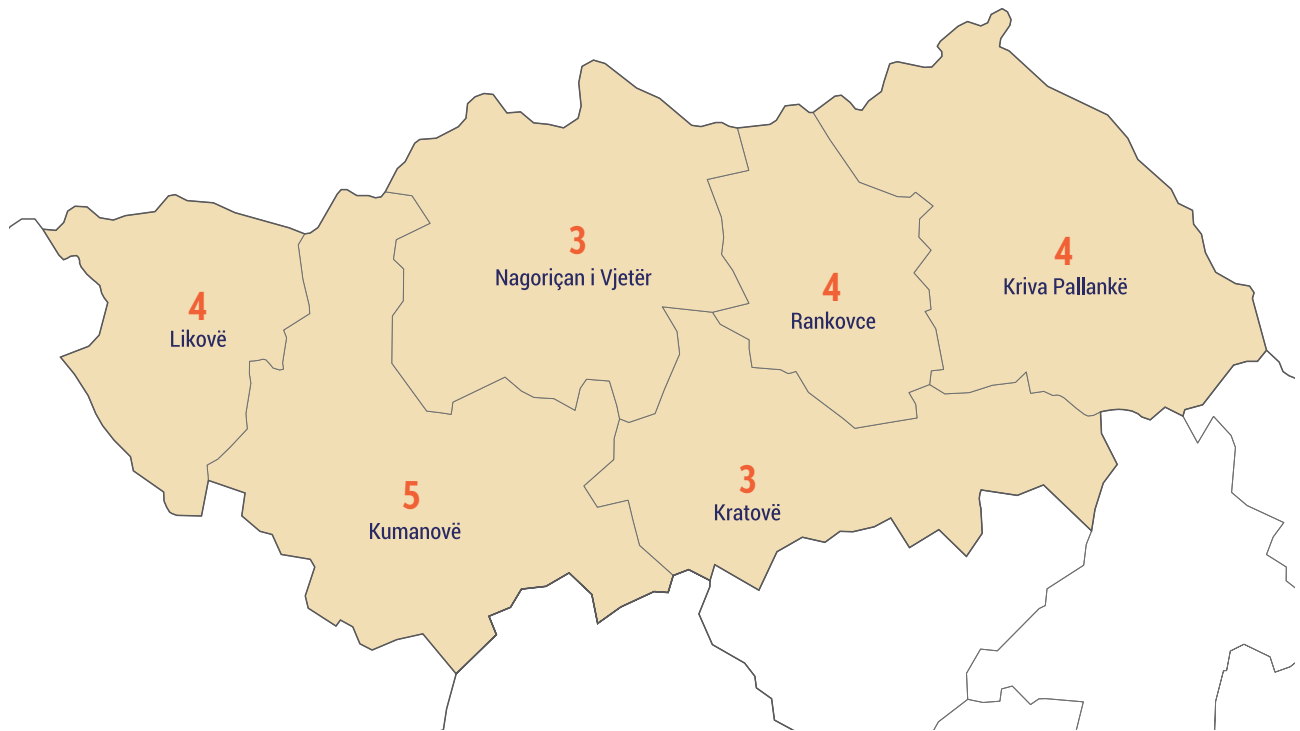 3
Nagoriçan i Vjetër
4
Kriva Pallankë
4
Rankovce
4
Likovë
5
Kumanovë
3
Kratovë